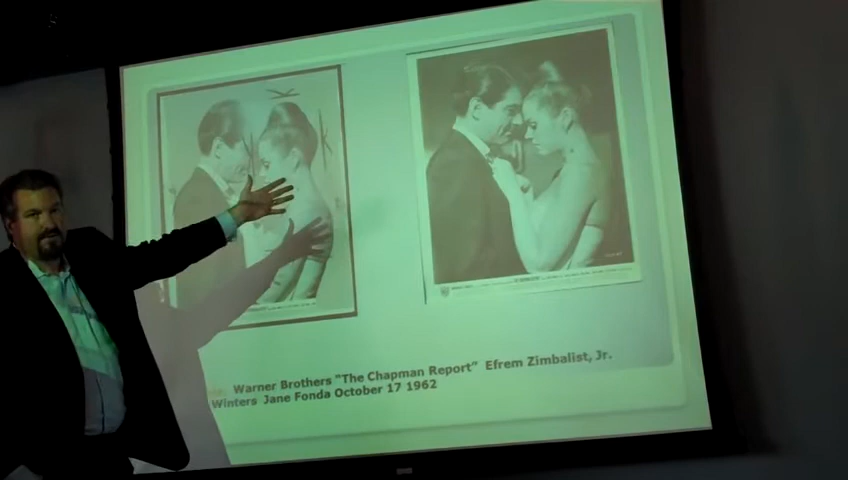 Warner Brothers "The Chapman Report" Efrem Zimbalist, Jr.
Winters Jane Fonda October 17 1962